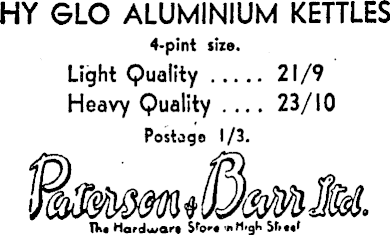 HY GLO ALUMINIUM KETTLES
4-pint size.
Light Quality ..... 21/9
Heavy Quality .... 23/10
Postage 1/3.
Paterson & Barr Ltd.
The Hardware Store in High Street